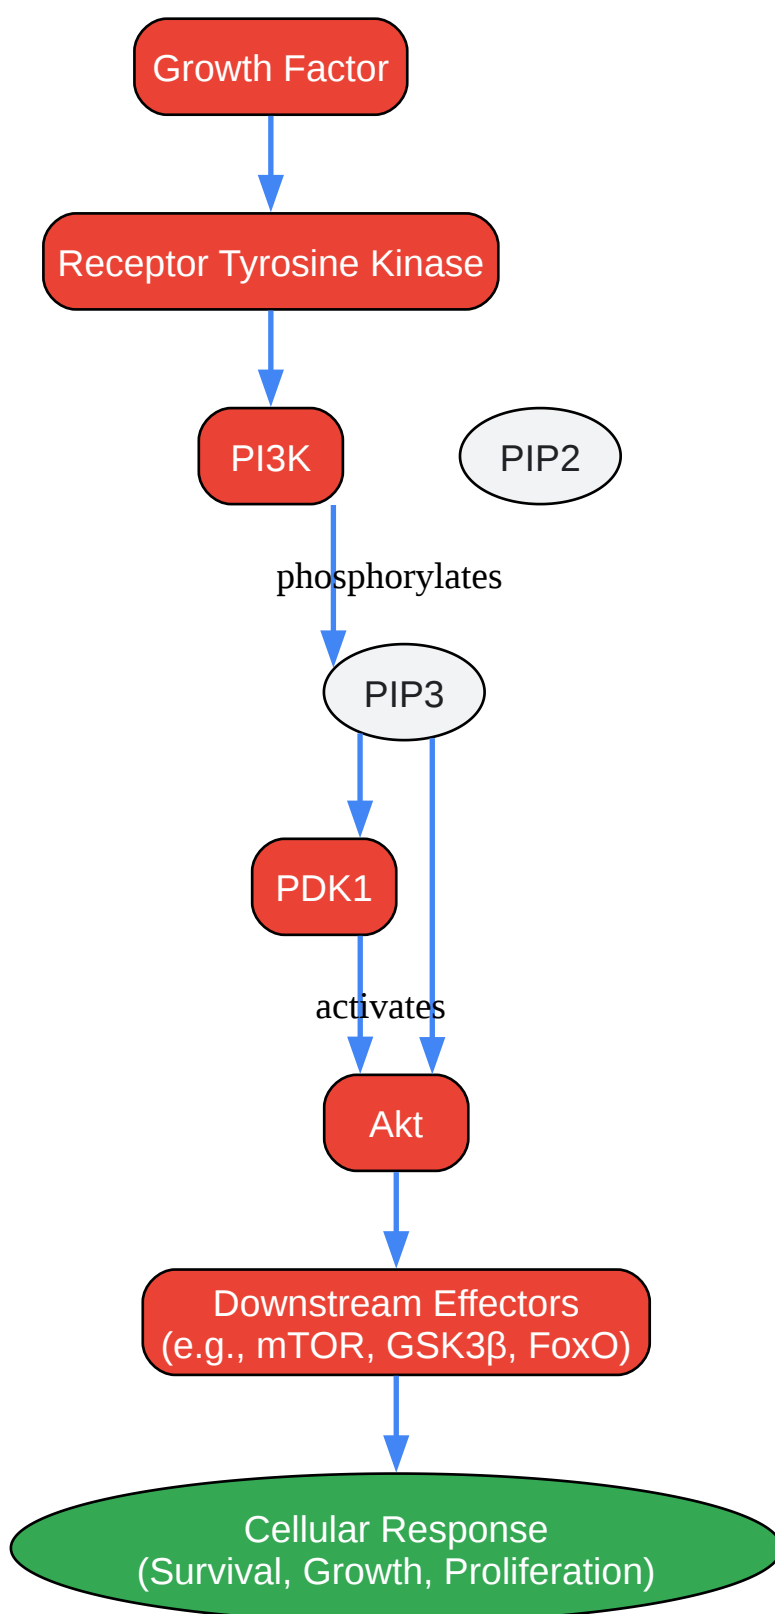 Growth Factor
Receptor Tyrosine Kinase
PI3K
PIP2
phosphorylates
PIP3
PDK1
activates
Akt
Downstream Effectors
(e.g., mTOR, GSK3β, FoxO)
Cellular Response
(Survival, Growth, Proliferation)